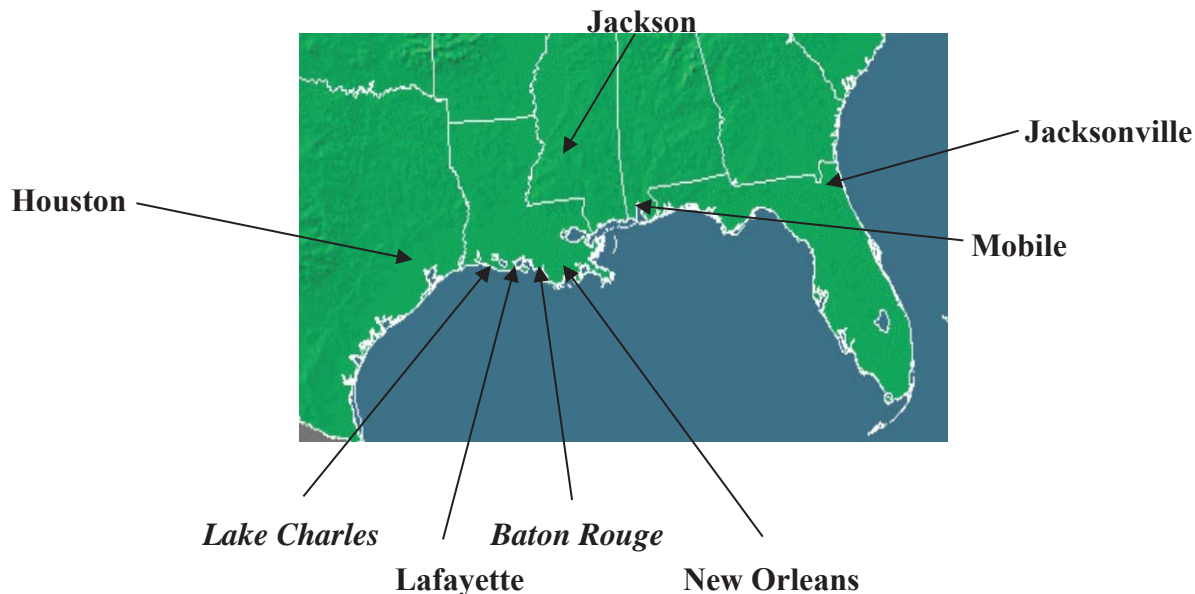 Jackson
Jacksonville
Houston
Mobile
Lake Charles
Baton Rouge
Lafayette
New Orleans